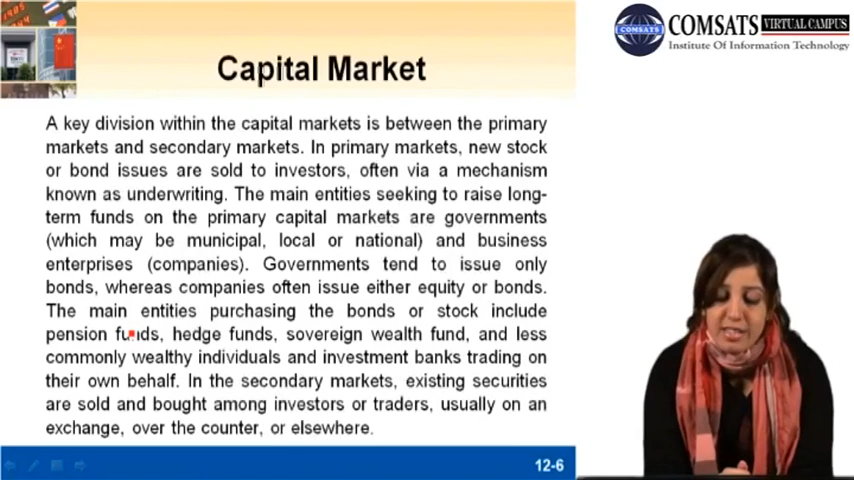 COMSATS
COMSATS VIRTUAL CAMPUS
Institute Of Information Technology
Capital Market
A key division within the capital markets is between the primary
markets and secondary markets. In primary markets, new stock
or bond issues are sold to investors, often via a mechanism
known as underwriting. The main entities seeking to raise long-
term funds on the primary capital markets are governments
(which may be municipal, local or national) and business
enterprises (companies). Governments tend to issue only
bonds, whereas companies often issue either equity or bonds.
The main entities purchasing the bonds or stock include
pension funds, hedge funds, sovereign wealth fund, and less
commonly wealthy individuals and investment banks trading on
their own behalf. In the secondary markets, existing securities
are sold and bought among investors or traders, usually on an
exchange, over the counter, or elsewhere.
12-6